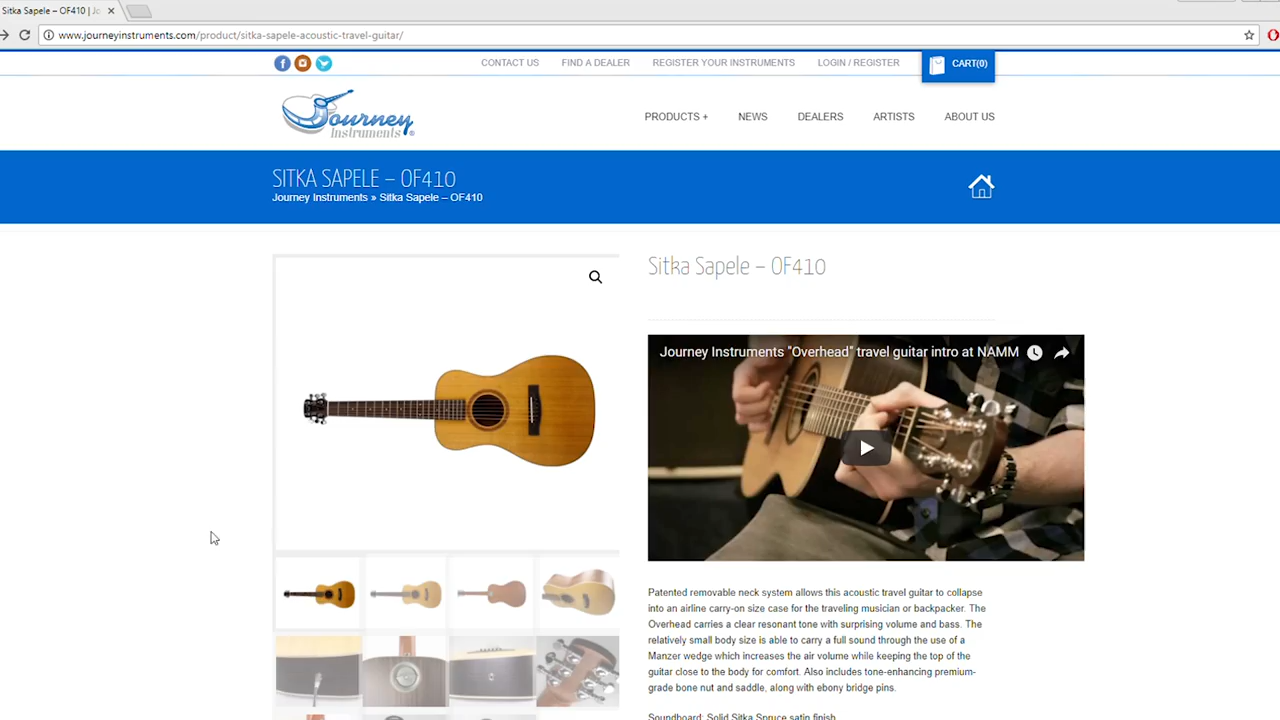 Sitka Sapele – OF410 | Jo
www.journeyinstruments.com/product/sitka-sapele-acoustic-travel-guitar/
CONTACT US
FIND A DEALER
REGISTER YOUR INSTRUMENTS
LOGIN / REGISTER
CART(0)
Journey
Instruments®
PRODUCTS +
NEWS
DEALERS
ARTISTS
ABOUT US
SITKA SAPELE – OF410
Journey Instruments » Sitka Sapele – OF410
Sitka Sapele – OF410
Journey Instruments "Overhead" travel guitar intro at NAMM
Patented removable neck system allows this acoustic travel guitar to collapse
into an airline carry-on size case for the traveling musician or backpacker. The
Overhead carries a clear resonant tone with surprising volume and bass. The
relatively small body size is able to carry a full sound through the use of a
Manzer wedge which increases the air volume while keeping the top of the
guitar close to the body for comfort. Also includes tone-enhancing premium-
grade bone nut and saddle, along with ebony bridge pins.
Soundboard: Solid Sitka Spruce satin finish